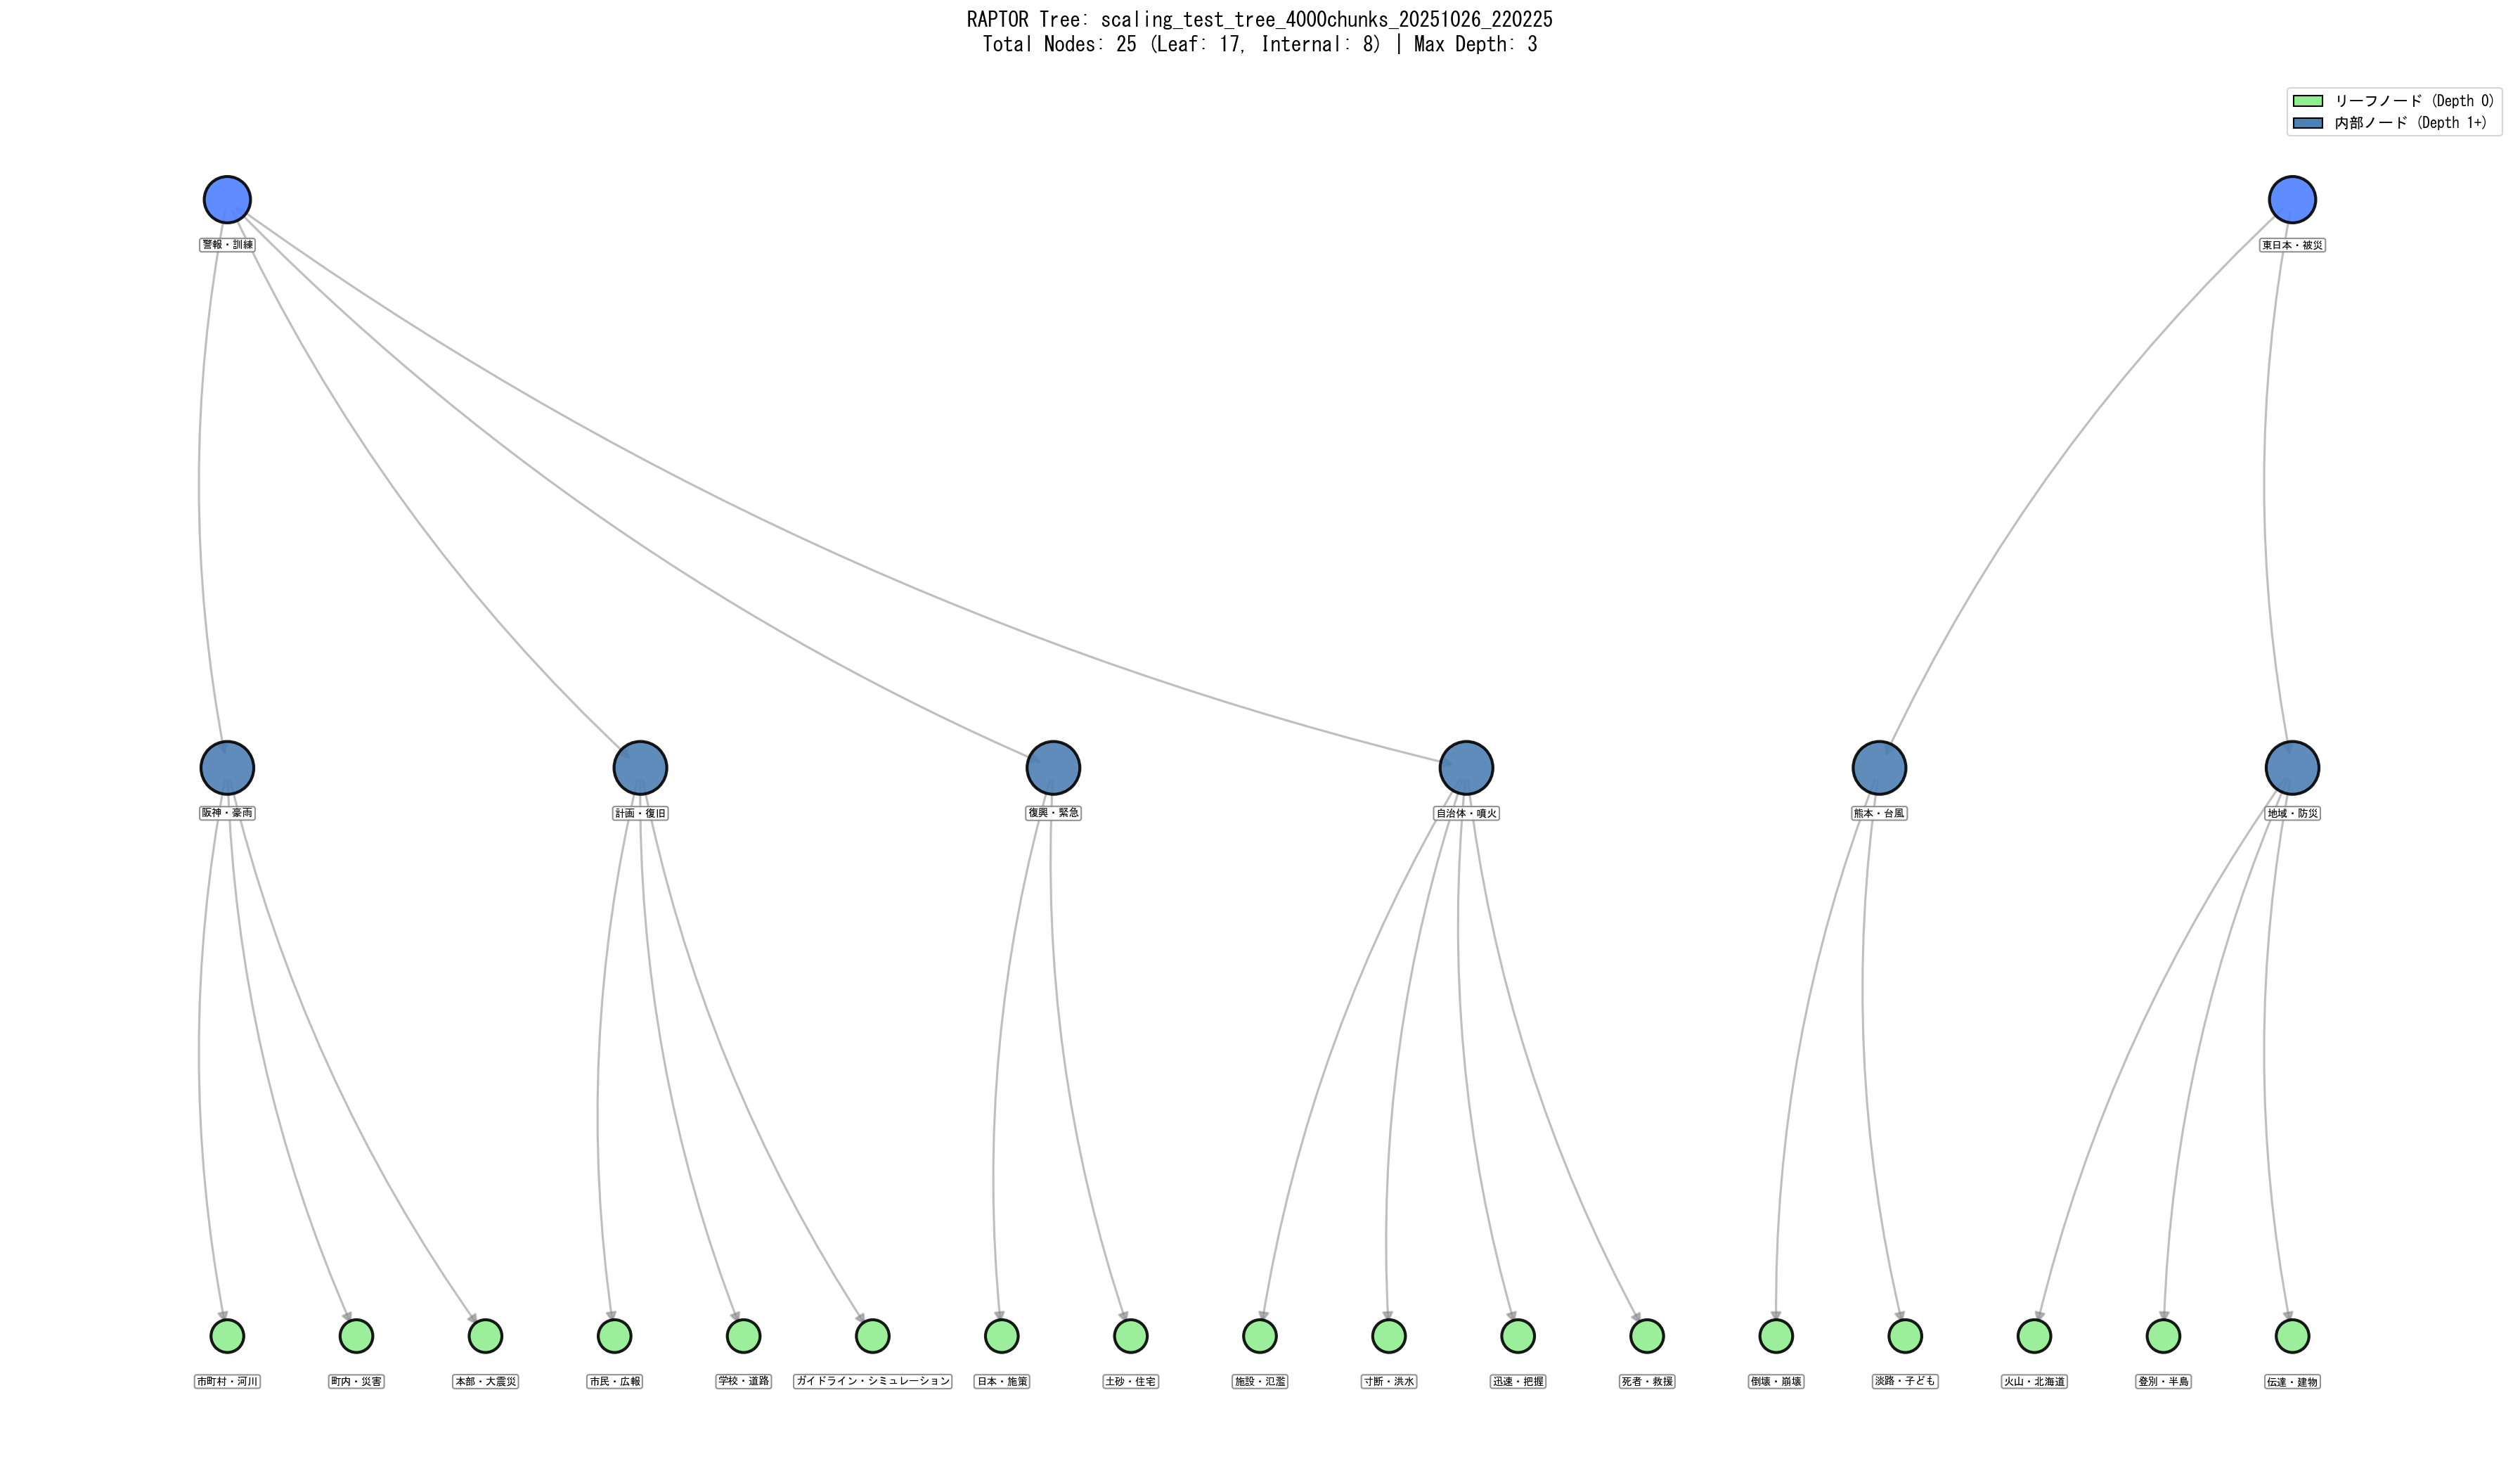 RAPTOR Tree: scaling_test_tree_4000chunks_20251026_220225
Total Nodes: 25 (Leaf: 17, Internal: 8) | Max Depth: 3
リーフノード (Depth 0)
内部ノード (Depth 1+)
警報・訓練
東日本・被災
阪神・豪雨
計画・復旧
復興・緊急
自治体・噴火
熊本・台風
地域・防災
市町村・河川
町内・災害
本部・大震災
市民・広報
学校・道路
ガイドライン・シミュレーション
日本・施策
土砂・住宅
施設・氾濫
寸断・洪水
迅速・把握
死者・救援
倒壊・崩壊
淡路・子ども
火山・北海道
登別・半島
伝達・建物